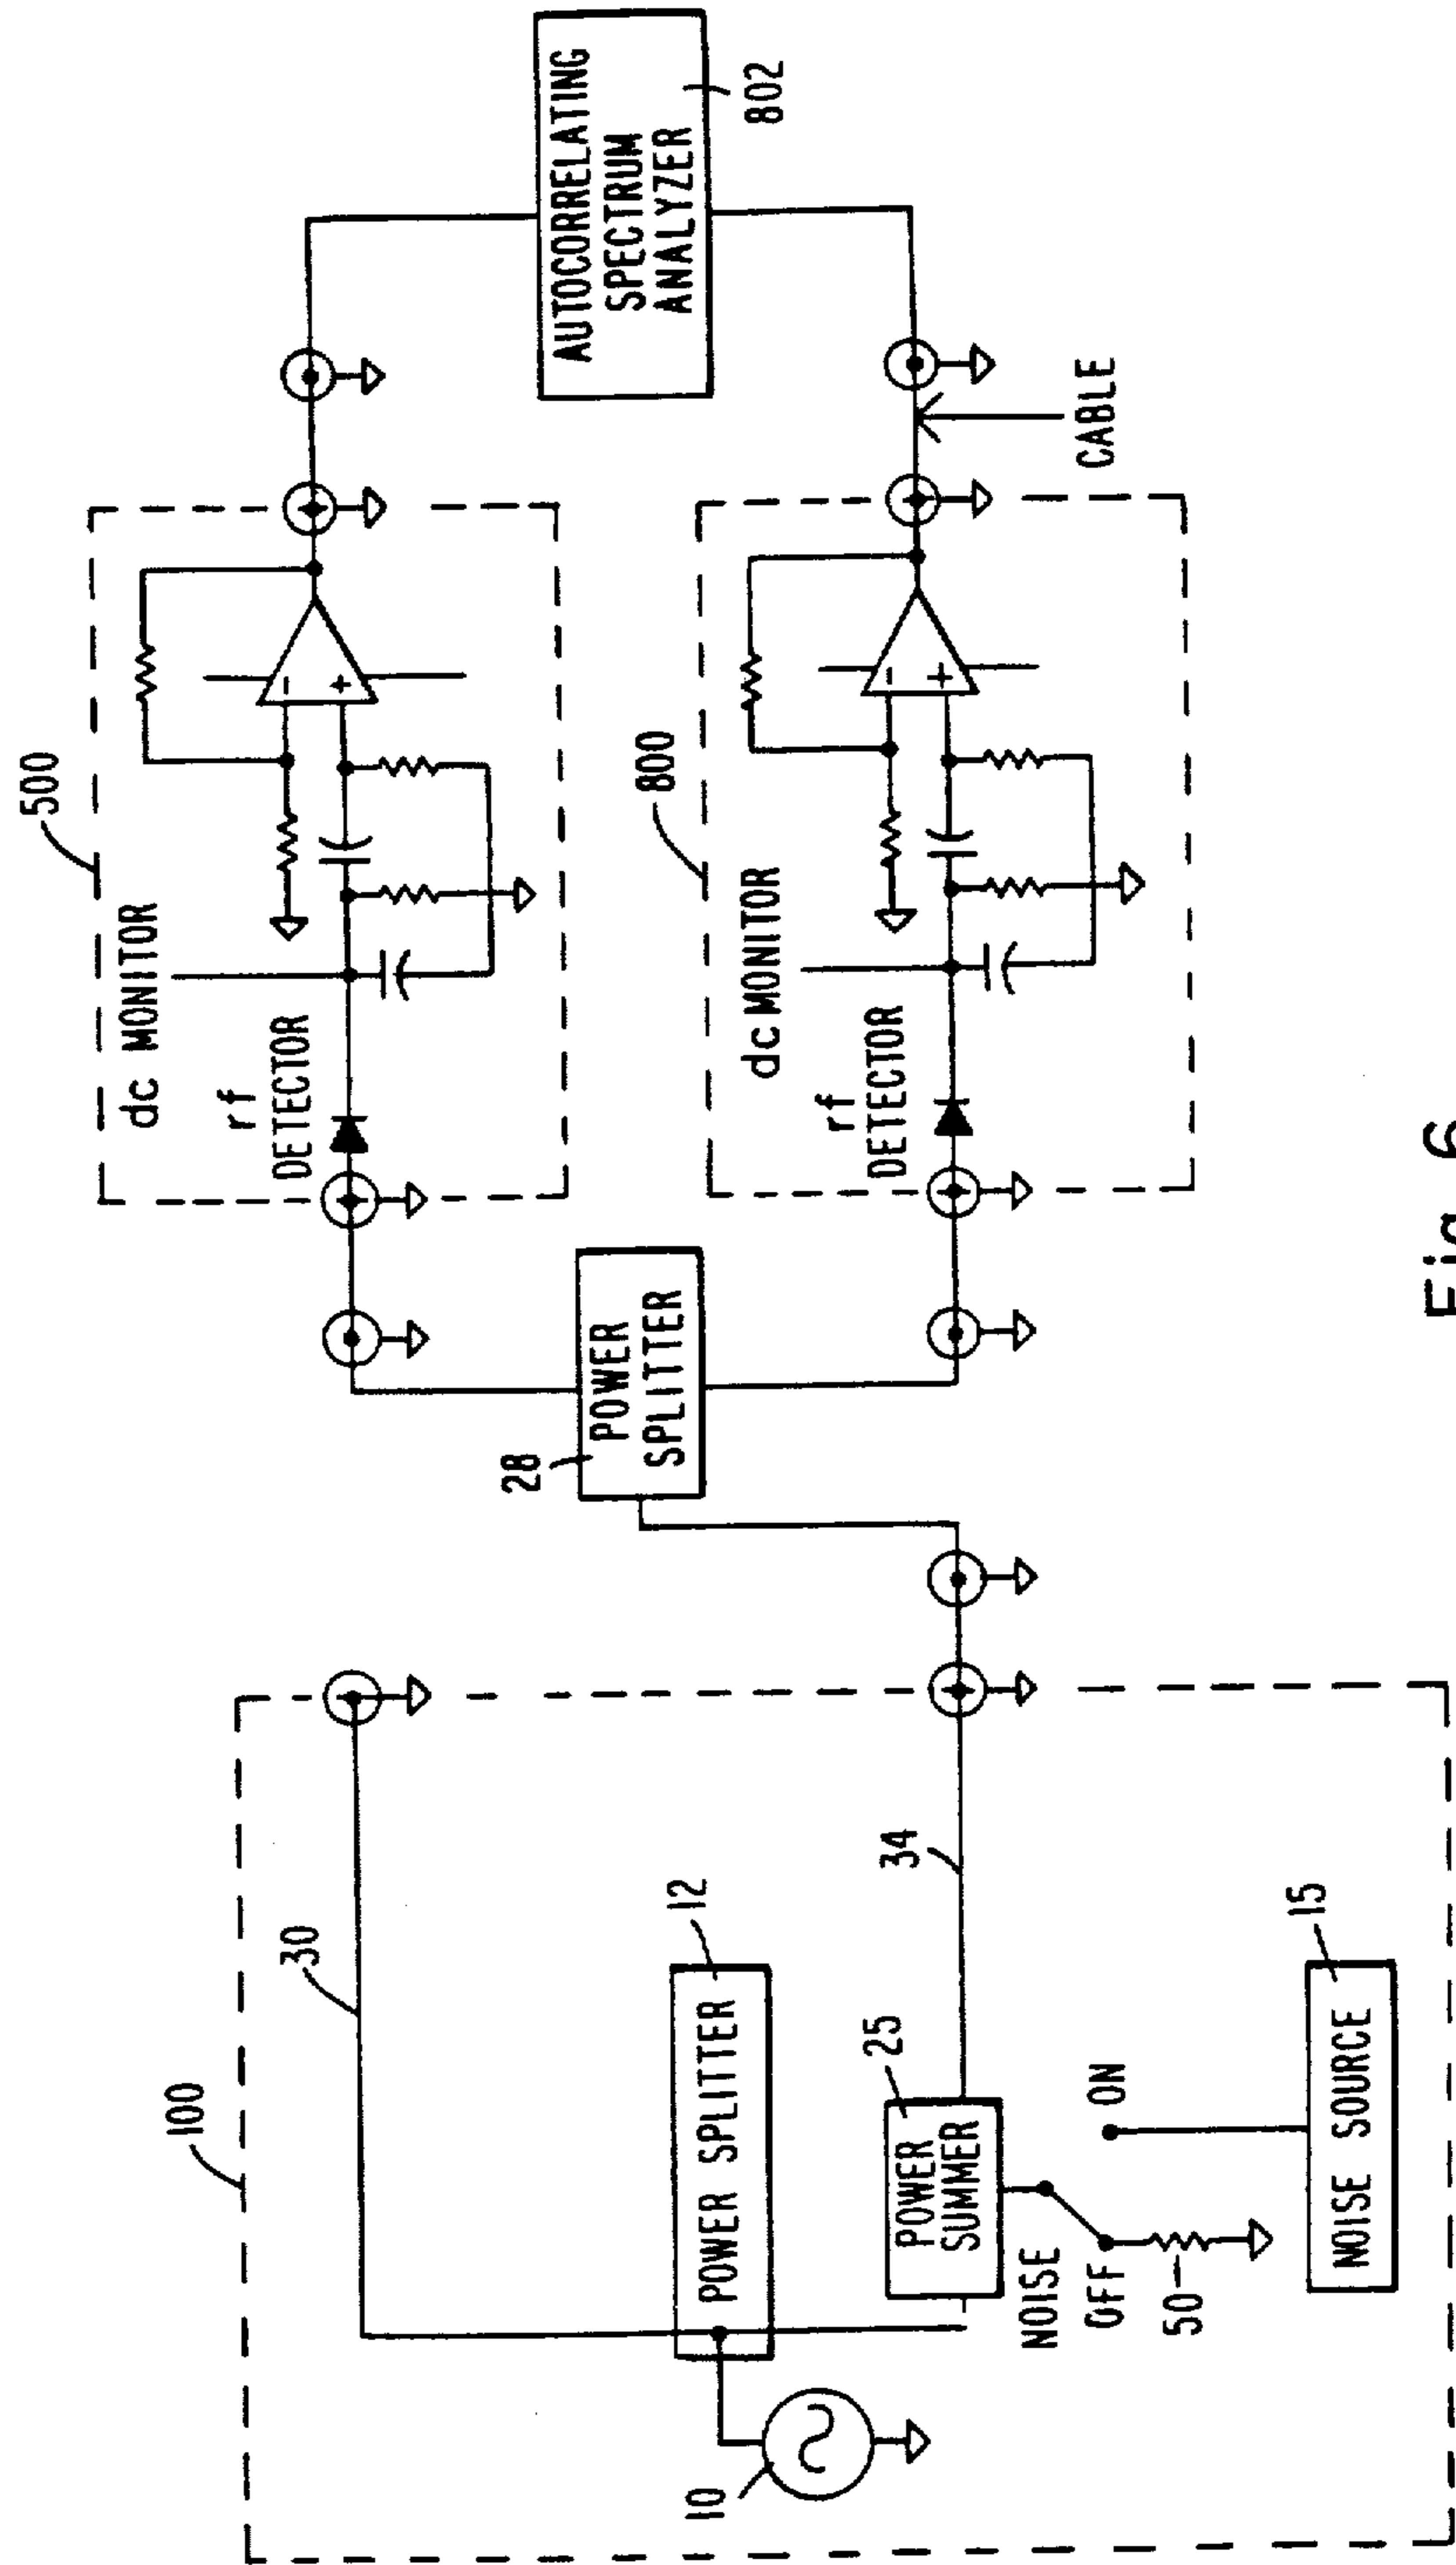 100
30
POWER SPLITTER
12
10
34
POWER
SUMMER
25
NOISE
OFF
ON
50
NOISE SOURCE
15
28
POWER
SPLITTER
500
dc MONITOR
rf
DETECTOR
-
+
800
dc MONITOR
rf
DETECTOR
-
+
CABLE
AUTOCORRELATING
SPECTRUM
ANALYZER
802
Fig. 6